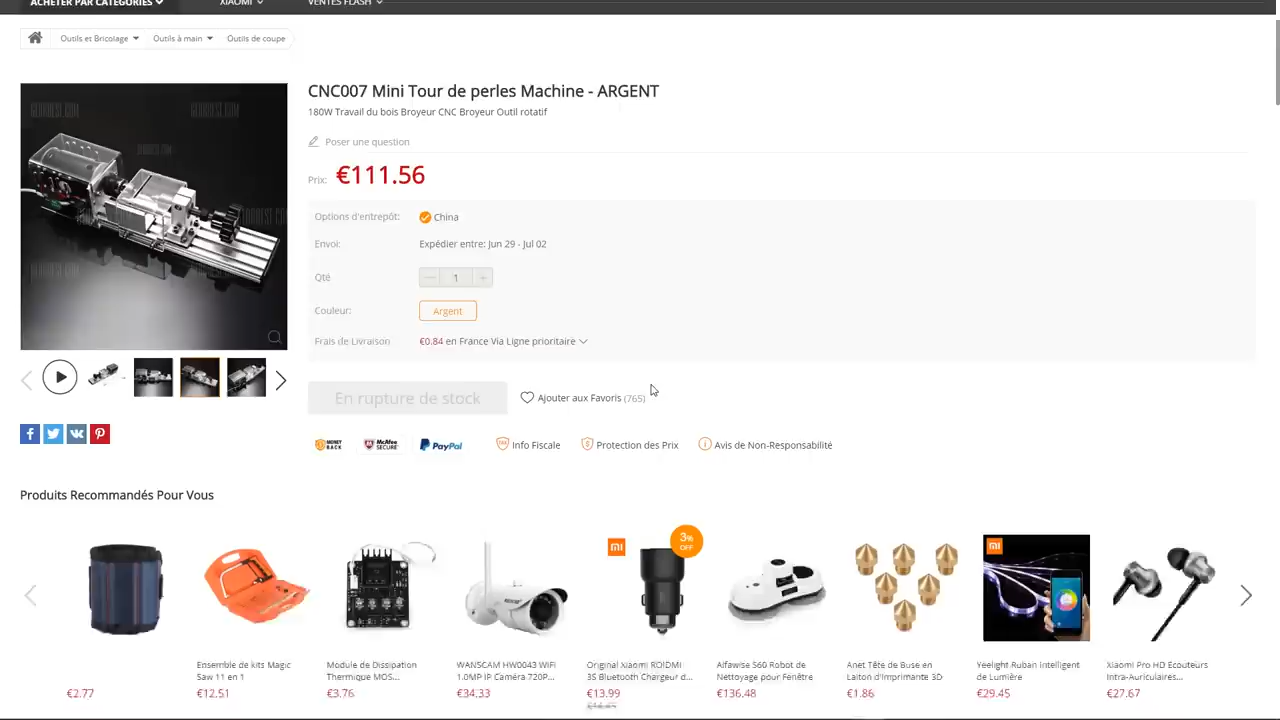 ACHETER PAR CATÉGORIES
XIAOMI
VENTES FLASH
Outils et Bricolage
Outils à main
Outils de coupe
CNC007 Mini Tour de perles Machine - ARGENT
180W Travail du bois Broyeur CNC Broyeur Outil rotatif
Poser une question
Prix: €111.56
Options d'entrepôt: China
Envoi: Expédier entre: Jun 29 - Jul 02
Qté 1
Couleur: Argent
Frais de Livraison €0.84 en France Via Ligne prioritaire
En rupture de stock
Ajouter aux Favoris (765)
MONEY BACK
McAfee SECURE
PayPal
Info Fiscale
Protection des Prix
Avis de Non-Responsabilité
Produits Recommandés Pour Vous
mi
3% OFF
mi
€2.77
Ensemble de kits Magic Saw 11 en 1
€12.51
Module de Dissipation Thermique MOS...
€3.76
WANSCAM HW0043 WiFi 1.0MP IP Caméra 720P...
€34.33
Original Xiaomi ROIDMI 3S Bluetooth Chargeur d...
€13.99
Alfawise S60 Robot de Nettoyage pour Fenêtre
€136.48
Anet Tête de Buse en Laiton d'Imprimante 3D
€1.86
Yeelight Ruban Intelligent de Lumière
€29.45
Xiaomi Pro HD Écouteurs Intra-Auriculaires...
€27.67